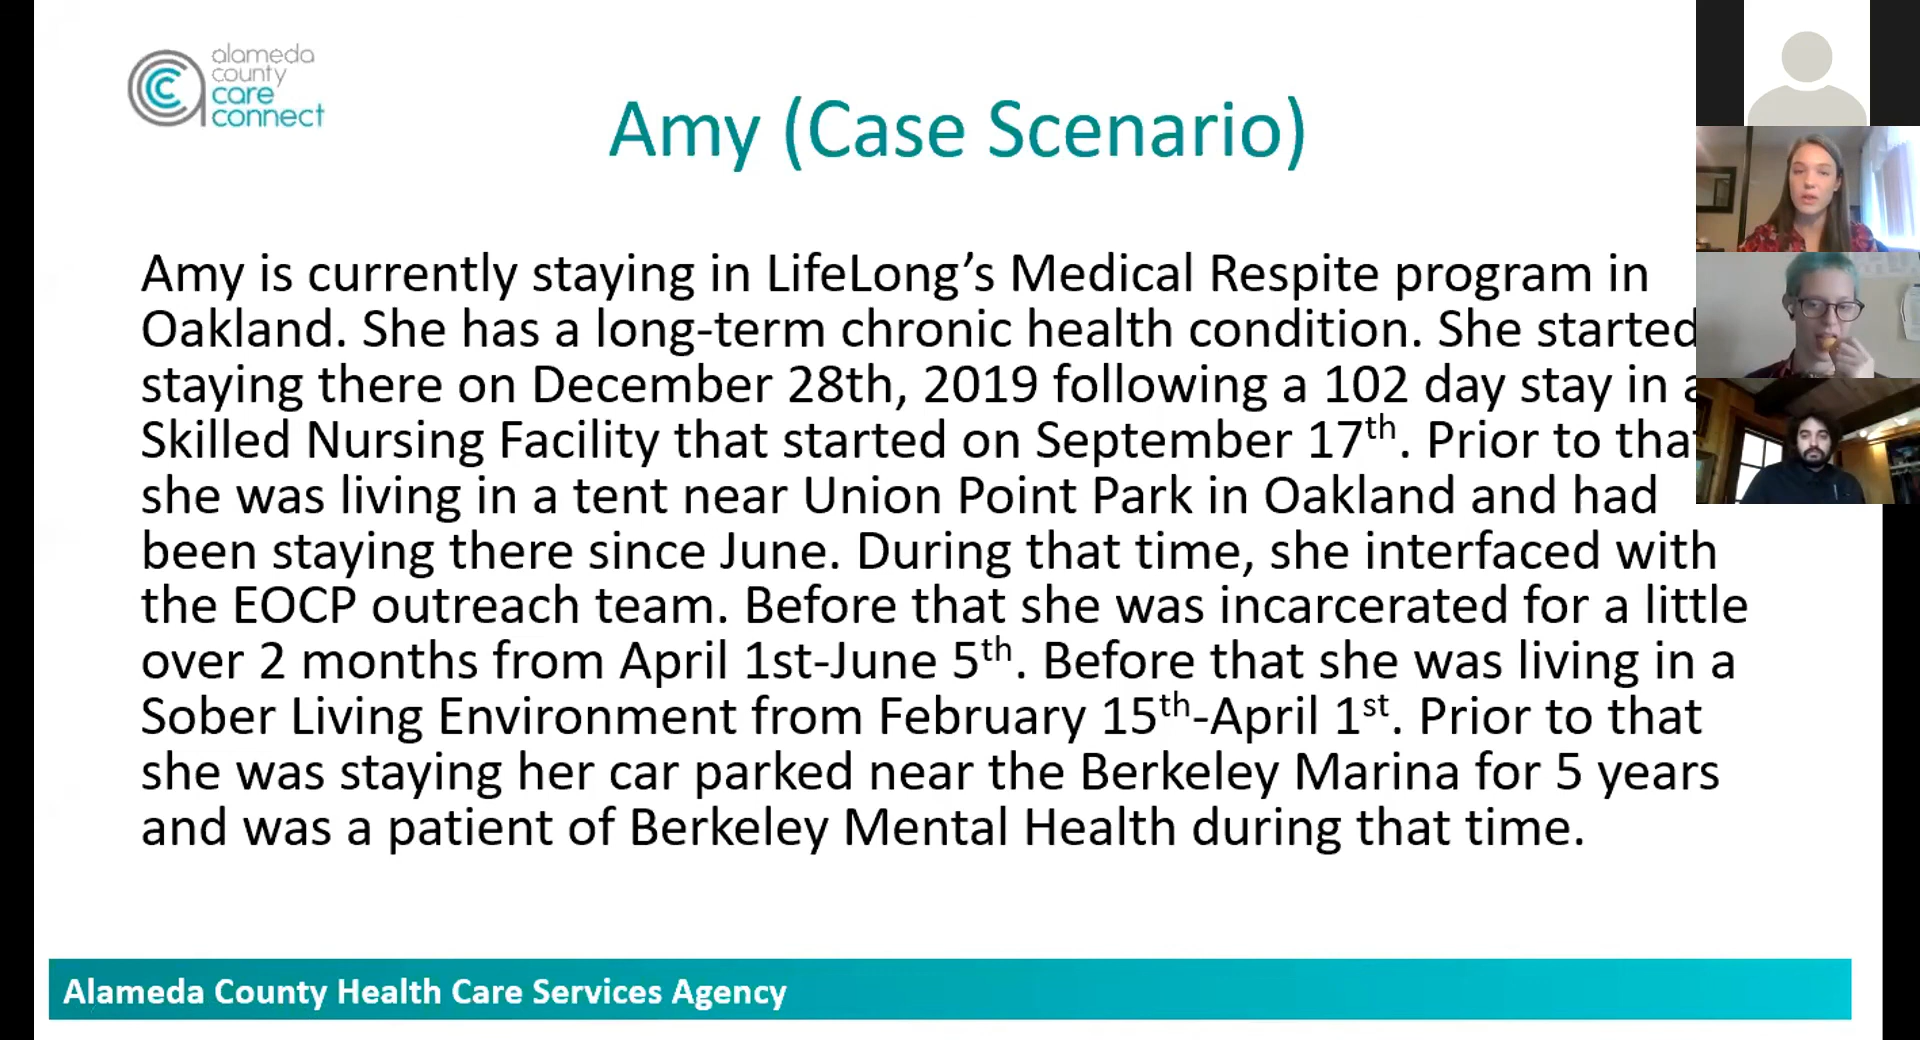 alameda
county
care
connect
Amy (Case Scenario)
Amy is currently staying in LifeLong’s Medical Respite program in
Oakland. She has a long-term chronic health condition. She started
staying there on December 28th, 2019 following a 102 day stay in a
Skilled Nursing Facility that started on September 17th. Prior to that
she was living in a tent near Union Point Park in Oakland and had
been staying there since June. During that time, she interfaced with
the EOCP outreach team. Before that she was incarcerated for a little
over 2 months from April 1st-June 5th. Before that she was living in a
Sober Living Environment from February 15th-April 1st. Prior to that
she was staying her car parked near the Berkeley Marina for 5 years
and was a patient of Berkeley Mental Health during that time.
Alameda County Health Care Services Agency